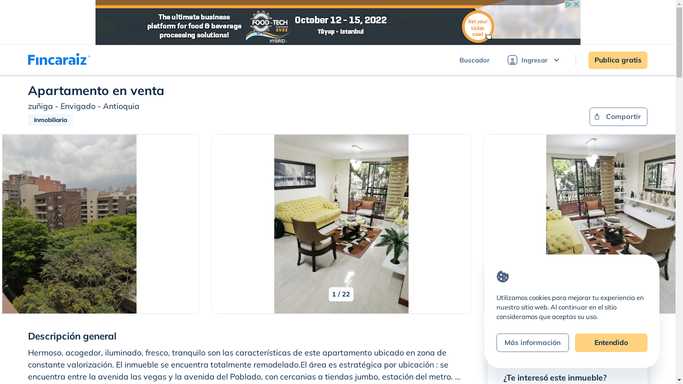 The ultimate business
platform for food & beverage
processing solutions!
FOOD-TECH
HYBRID
October 12 - 15, 2022
Tüyap - Istanbul
Get your
ticket
now!
Fincaraiz
Buscador
Ingresar
Publica gratis
Apartamento en venta
zuñiga - Envigado - Antioquia
Inmobiliaria
Compartir
1 / 22
Utilizamos cookies para mejorar tu experiencia en
nuestro sitio web. Al continuar en el sitio
consideramos que aceptas su uso.
Más información
Entendido
Descripción general
Hermoso, acogedor, iluminado, fresco, tranquilo son las características de este apartamento ubicado en zona de
constante valorización. El inmueble se encuentra totalmente remodelado.El área es estratégica por ubicación : se
encuentra entre la avenida las vegas y la avenida del Poblado, con cercanias a tiendas jumbo, estación del metro. ...
¿Te interesó este inmueble?